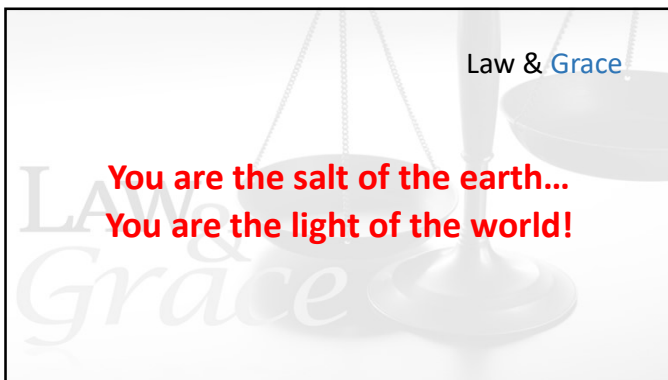 Law & Grace
You are the salt of the earth…
You are the light of the world!
LAW
&
Grace